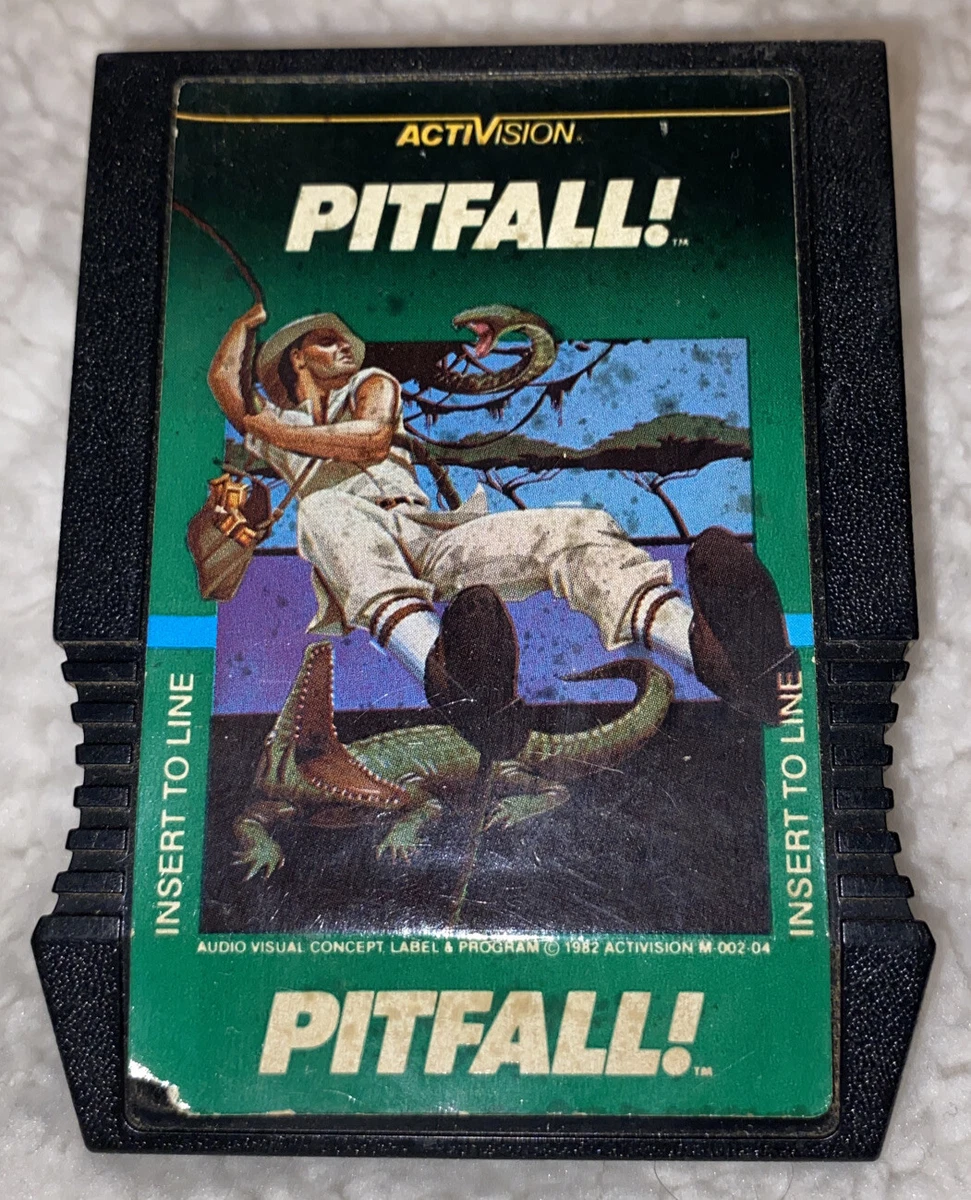 ACTIVISION
PITFALL!™
INSERT TO LINE
INSERT TO LINE
AUDIO VISUAL CONCEPT, LABEL & PROGRAM © 1982 ACTIVISION M-002-04
PITFALL!™